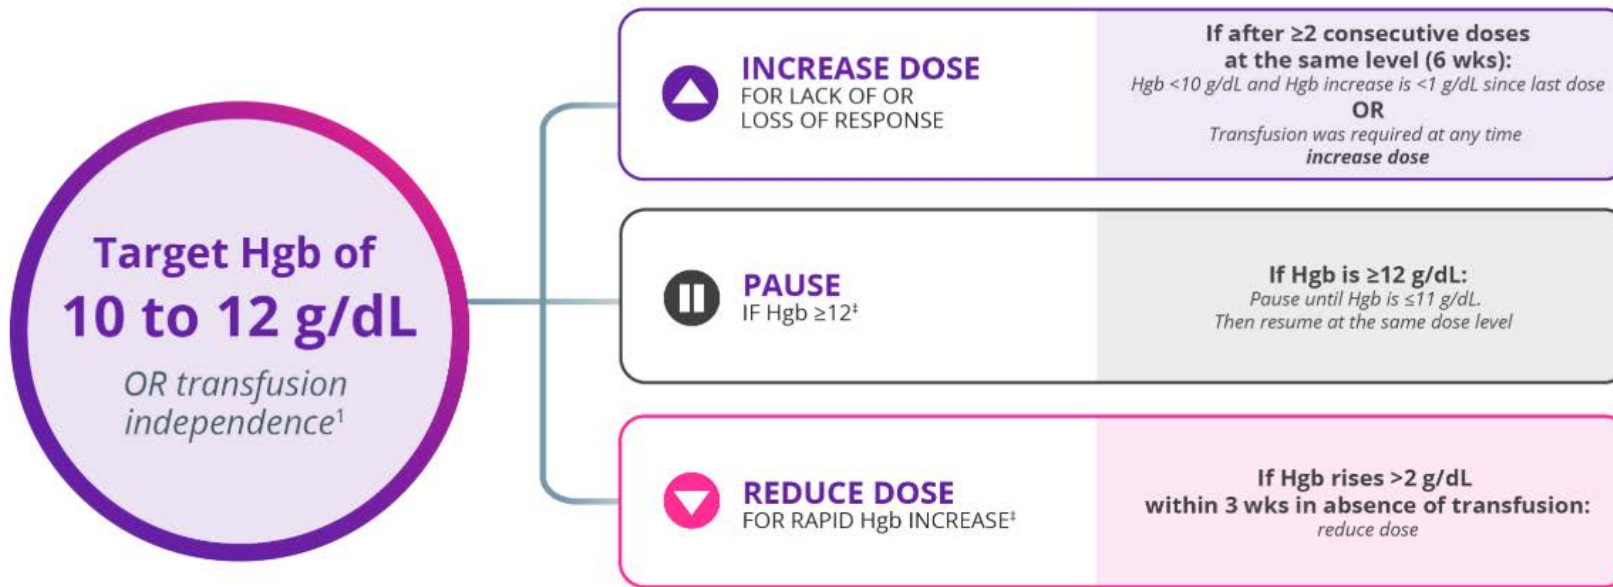 Target Hgb of
10 to 12 g/dL
OR transfusion
independence¹
INCREASE DOSE
FOR LACK OF OR
LOSS OF RESPONSE
If after ≥2 consecutive doses
at the same level (6 wks):
Hgb <10 g/dL and Hgb increase is <1 g/dL since last dose
OR
Transfusion was required at any time
increase dose
PAUSE
IF Hgb ≥12‡
If Hgb is ≥12 g/dL:
Pause until Hgb is ≤11 g/dL.
Then resume at the same dose level
REDUCE DOSE
FOR RAPID Hgb INCREASE‡
If Hgb rises >2 g/dL
within 3 wks in absence of transfusion:
reduce dose